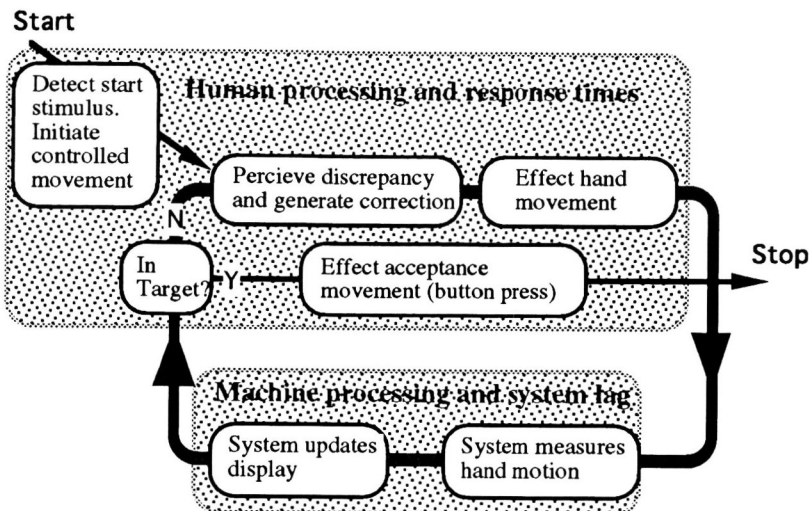 Start
Detect start
stimulus.
Initiate
controlled
movement
Human processing and response times
Percieve discrepancy
and generate correction
Effect hand
movement
N
In
Target?
Y
Effect acceptance
movement (button press)
Stop
Machine processing and system lag
System updates
display
System measures
hand motion